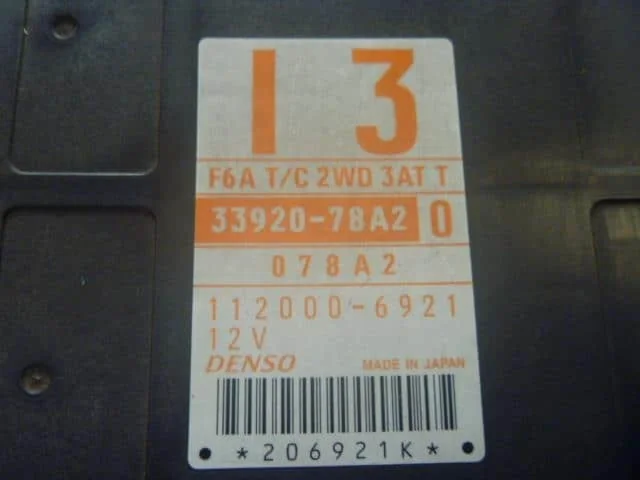 13
F6A T/C 2WD 3AT T
33920-78A2 0
078A2
112000-6921
12V
DENSO MADE IN JAPAN
*206921K*